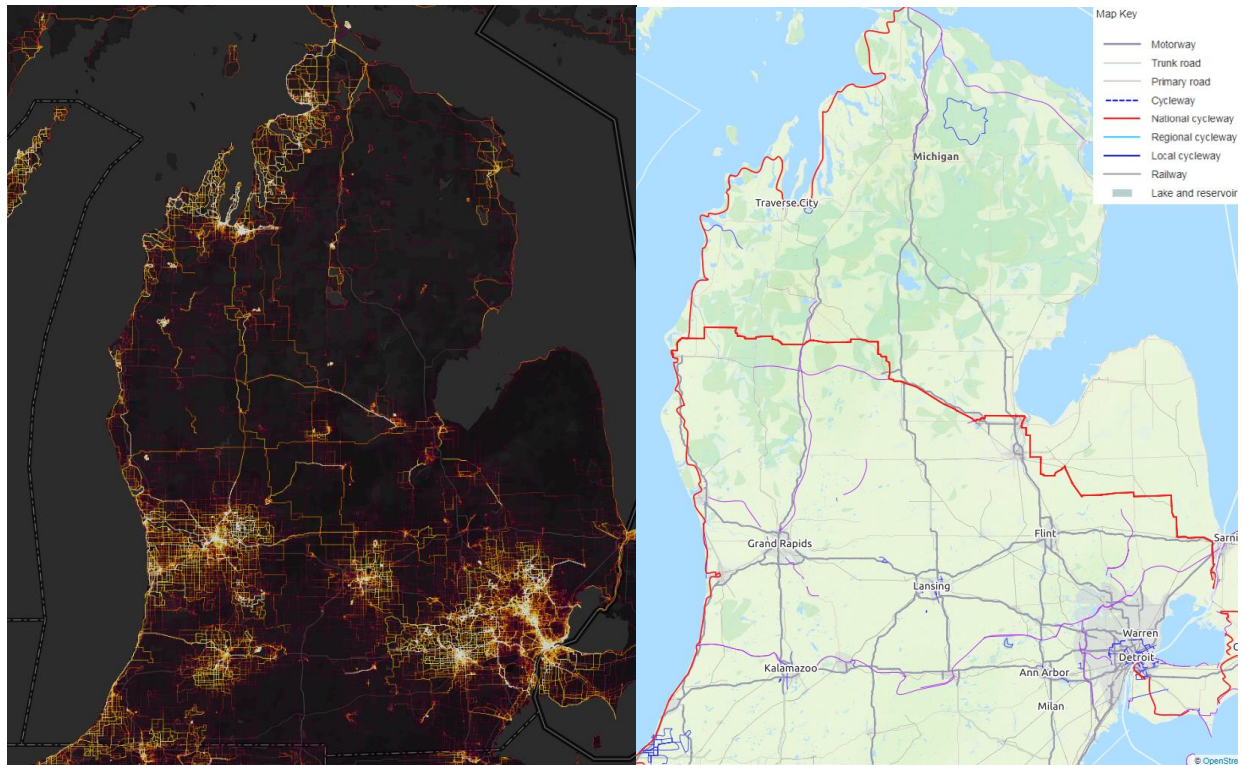 Map Key
Motorway
Trunk road
Primary road
Cycleway
National cycleway
Regional cycleway
Local cycleway
Railway
Lake and reservoir
Michigan
Traverse City
Grand Rapids
Flint
Sarni
Lansing
Warren
Detroit
Kalamazoo
Ann Arbor
Milan
© OpenStre